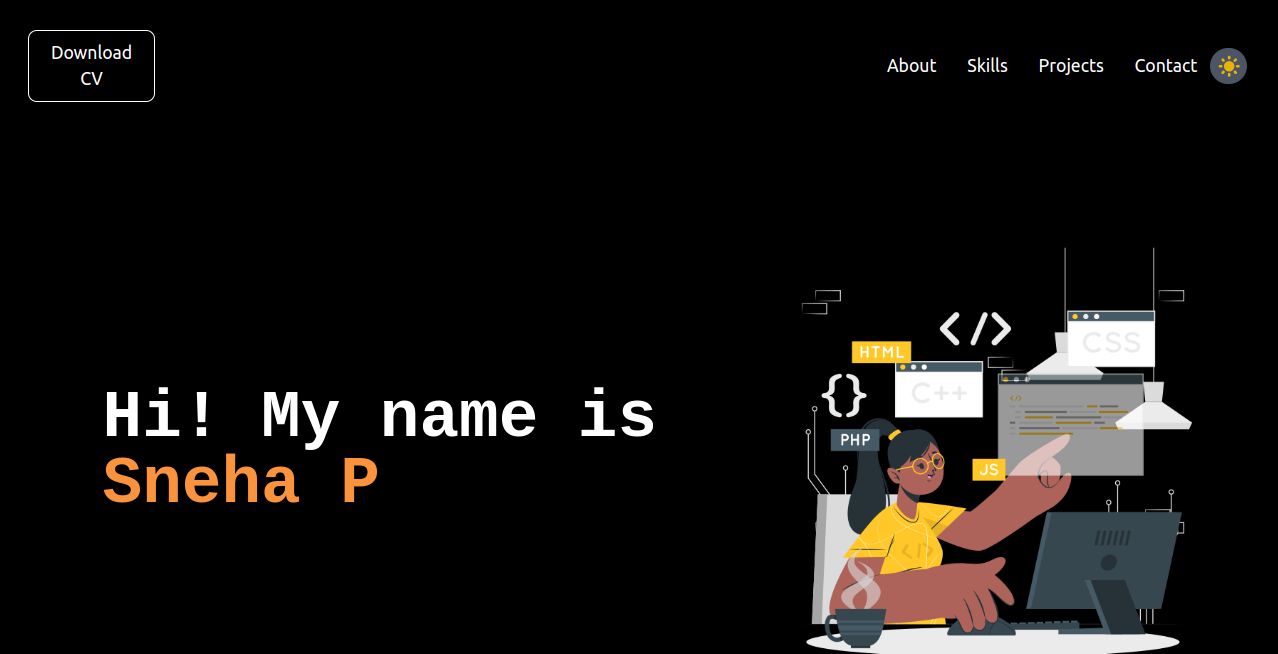 Download
CV
About Skills Projects Contact
Hi! My name is
Sneha P
</>
CSS
HTML
C++
{}
PHP
</>
JS
</>